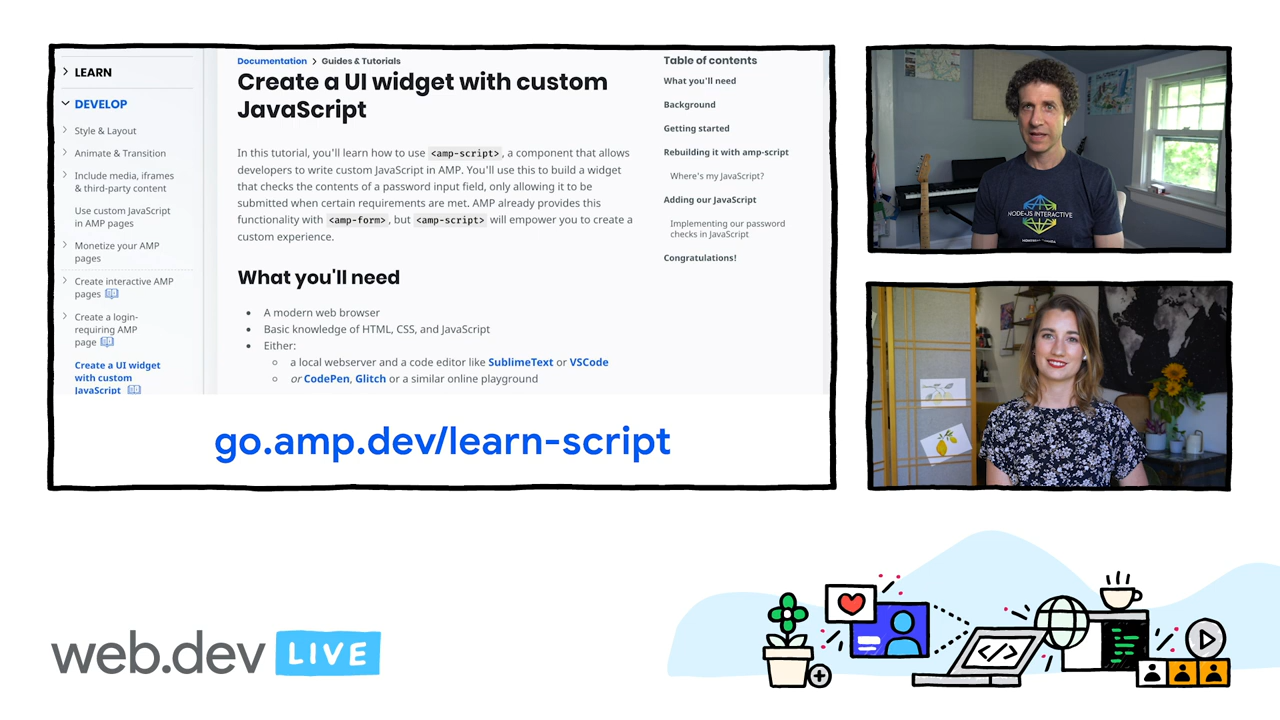 LEARN
DEVELOP
Style & Layout
Animate & Transition
Include media, iframes
& third-party content
Use custom JavaScript
in AMP pages
Monetize your AMP
pages
Create interactive AMP
pages
Create a login-
requiring AMP
page
Create a UI widget
with custom
JavaScript
Documentation > Guides & Tutorials
Create a UI widget with custom
JavaScript
In this tutorial, you'll learn how to use <amp-script>, a component that allows
developers to write custom JavaScript in AMP. You'll use this to build a widget
that checks the contents of a password input field, only allowing it to be
submitted when certain requirements are met. AMP already provides this
functionality with <amp-form>, but <amp-script> will empower you to create a
custom experience.
What you'll need
• A modern web browser
• Basic knowledge of HTML, CSS, and JavaScript
• Either:
○ a local webserver and a code editor like SublimeText or VSCode
○ or CodePen, Glitch or a similar online playground
Table of contents
What you'll need
Background
Getting started
Rebuilding it with amp-script
Where's my JavaScript?
Adding our JavaScript
Implementing our password
checks in JavaScript
Congratulations!
go.amp.dev/learn-script
NODE+JS INTERACTIVE
web.dev LIVE